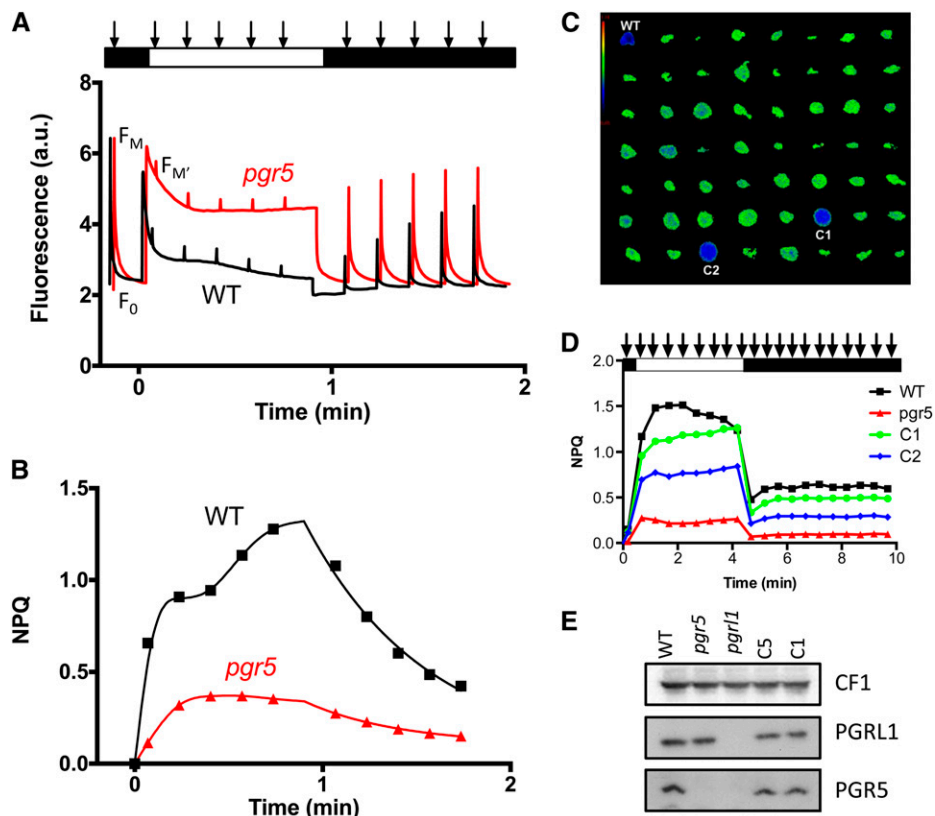 A
F_M
F_M'
pgr5
WT
F_0
Fluorescence (a.u.)
8
6
4
2
0
0
1
2
Time (min)
B
WT
pgr5
NPQ
1.5
1.0
0.5
0.0
0
1
2
Time (min)
C
WT
C1
C2
D
NPQ
2.0
1.5
1.0
0.5
0.0
0
2
4
6
8
10
Time (min)
WT
pgr5
C1
C2
E
WT
pgr5
pgrl1
C5
C1
CF1
PGRL1
PGR5